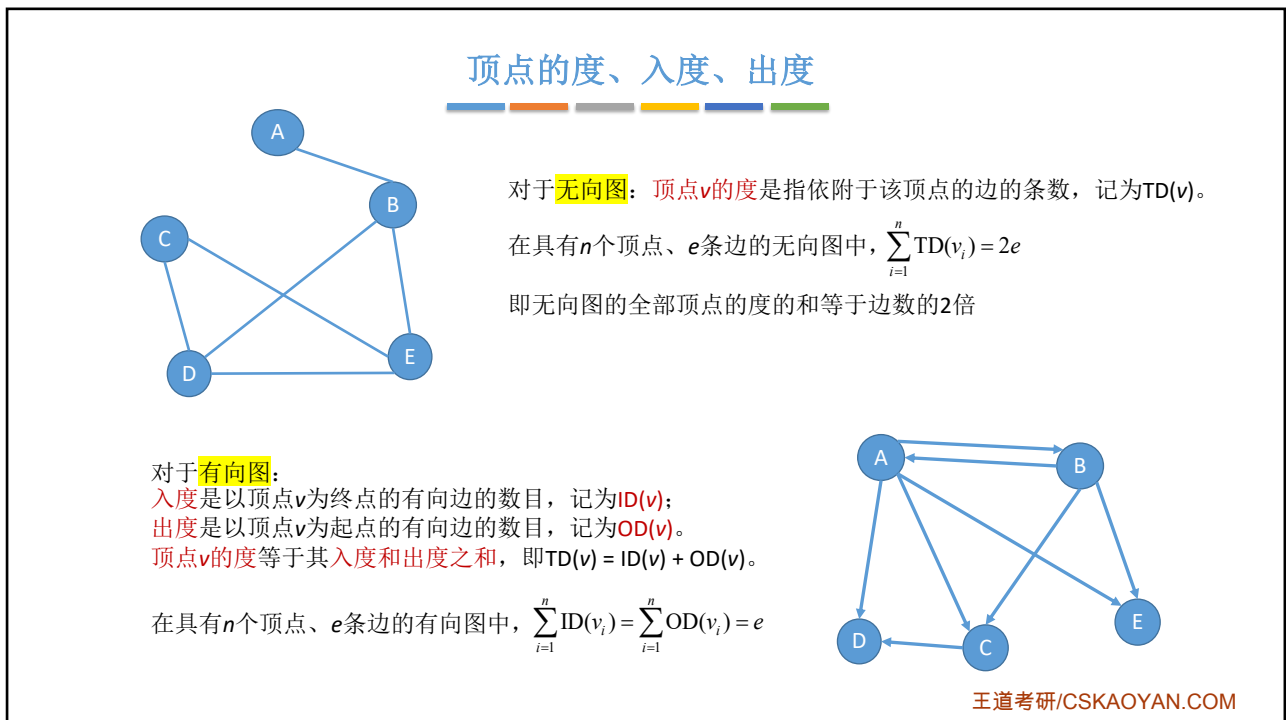 顶点的度、入度、出度
A
B
C
D
E
对于无向图：顶点v的度是指依附于该顶点的边的条数，记为TD(v)。
在具有n个顶点、e条边的无向图中，$\sum_{i=1}^{n} \mathrm{TD}(v_i) = 2e$
即无向图的全部顶点的度的和等于边数的2倍
对于有向图：
入度是以顶点v为终点的有向边的数目，记为ID(v)；
出度是以顶点v为起点的有向边的数目，记为OD(v)。
顶点v的度等于其入度和出度之和，即TD(v) = ID(v) + OD(v)。
在具有n个顶点、e条边的有向图中，$\sum_{i=1}^{n} \mathrm{ID}(v_i) = \sum_{i=1}^{n} \mathrm{OD}(v_i) = e$
A
B
E
D
C
王道考研/CSKAOYAN.COM